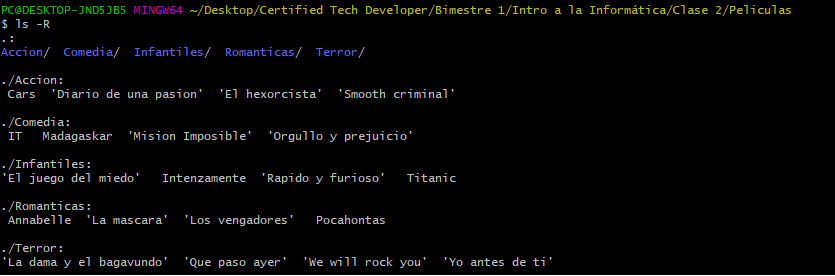 PC@DESKTOP-JND5JB5 MINGW64 ~/Desktop/Certified Tech Developer/Bimestre 1/Intro a la Informática/Clase 2/Peliculas
$ ls -R
.:
Accion/  Comedia/  Infantiles/  Romanticas/  Terror/
./Accion:
 Cars  'Diario de una pasion'  'El hexorcista'  'Smooth criminal'
./Comedia:
 IT   Madagaskar  'Mision Imposible'  'Orgullo y prejuicio'
./Infantiles:
'El juego del miedo'   Intenzamente  'Rapido y furioso'   Titanic
./Romanticas:
 Annabelle  'La mascara'  'Los vengadores'   Pocahontas
./Terror:
'La dama y el bagavundo'  'Que paso ayer'  'We will rock you'  'Yo antes de ti'